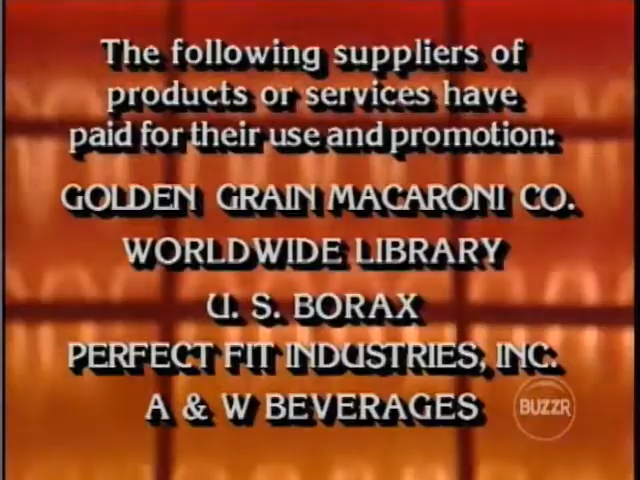 The following suppliers of
products or services have
paid for their use and promotion:
GOLDEN GRAIN MACARONI CO.
WORLDWIDE LIBRARY
U. S. BORAX
PERFECT FIT INDUSTRIES, INC.
A & W BEVERAGES
BUZZR